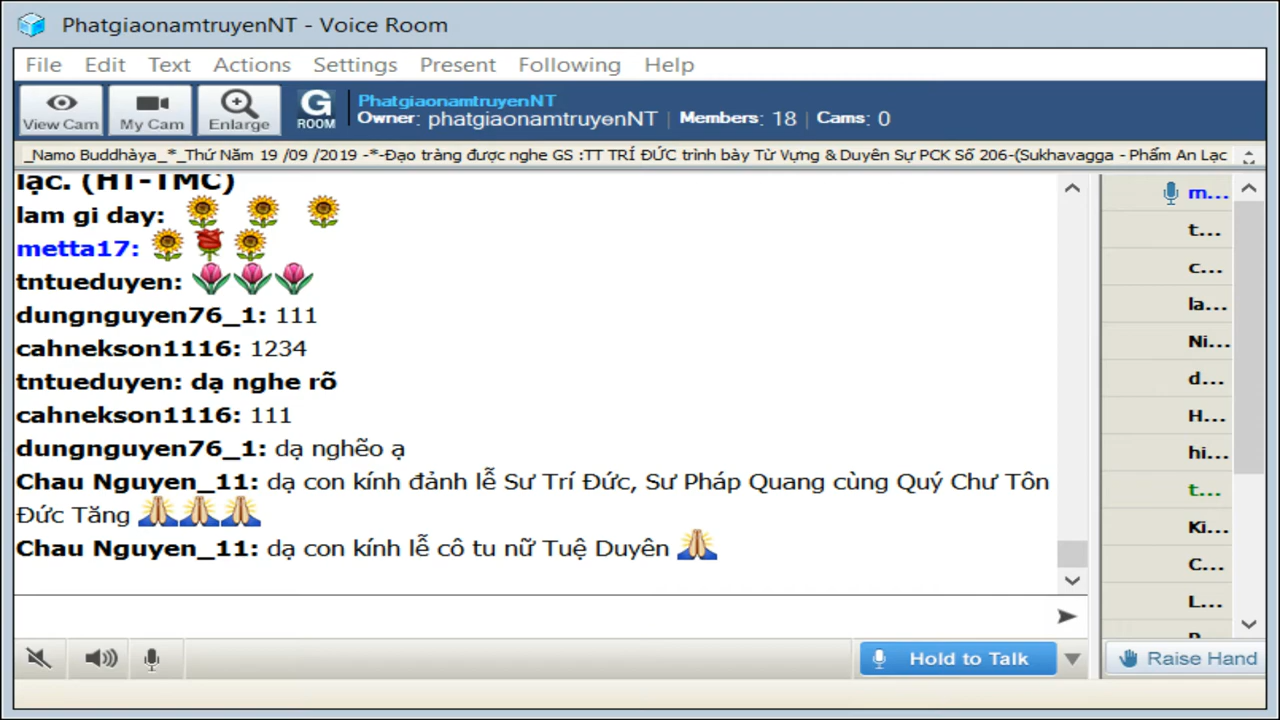 PhatgiaonamtruyenNT - Voice Room
File Edit Text Actions Settings Present Following Help
View Cam My Cam Enlarge G ROOM PhatgiaonamtruyenNT
Owner: phatgiaonamtruyenNT | Members: 18 | Cams: 0
_Namo Buddhàya_*_Thứ Năm 19 /09 /2019 -*-Đạo tràng được nghe GS :TT TRÍ ĐỨC trình bày Từ Vựng & Duyên Sự PCK Số 206-(Sukhavagga - Phẩm An Lạc
lạc. (HT-TMC)
lam gi day:
metta17:
tntueduyen:
dungnguyen76_1: 111
cahnekson1116: 1234
tntueduyen: dạ nghe rõ
cahnekson1116: 111
dungnguyen76_1: dạ nghẽo ạ
Chau Nguyen_11: dạ con kính đảnh lễ Sư Trí Đức, Sư Pháp Quang cùng Quý Chư Tôn
Đức Tăng
Chau Nguyen_11: dạ con kính lễ cô tu nữ Tuệ Duyên
m...
t...
c...
la...
Ni...
d...
H...
hi...
t...
Ki...
C...
L...
Hold to Talk
Raise Hand